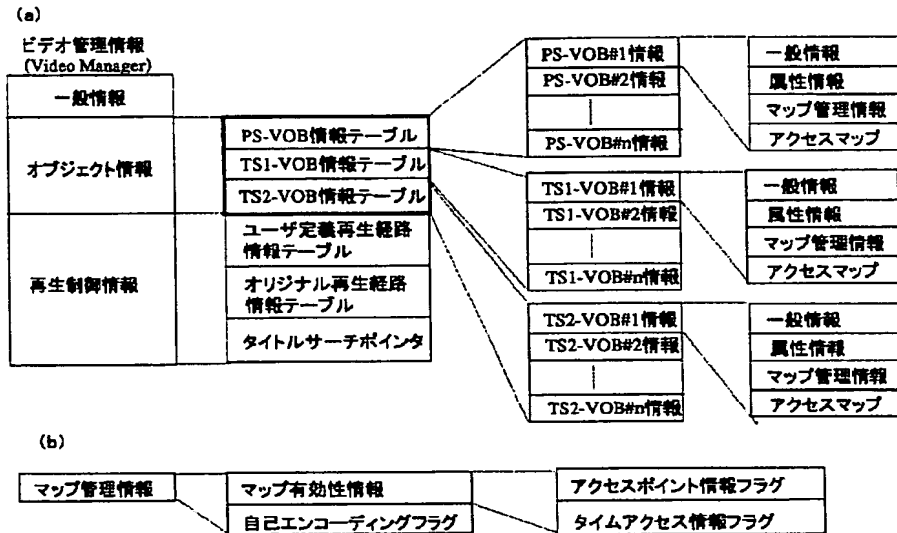 (a)
ビデオ管理情報
(Video Manager)
一般情報
オブジェクト情報
再生制御情報
PS-VOB情報テーブル
TS1-VOB情報テーブル
TS2-VOB情報テーブル
ユーザ定義再生経路
情報テーブル
オリジナル再生経路
情報テーブル
タイトルサーチポインタ
PS-VOB#1情報
PS-VOB#2情報
PS-VOB#n情報
一般情報
属性情報
マップ管理情報
アクセスマップ
TS1-VOB#1情報
TS1-VOB#2情報
TS1-VOB#n情報
一般情報
属性情報
マップ管理情報
アクセスマップ
TS2-VOB#1情報
TS2-VOB#2情報
TS2-VOB#n情報
一般情報
属性情報
マップ管理情報
アクセスマップ
(b)
マップ管理情報
マップ有効性情報
自己エンコーディングフラグ
アクセスポイント情報フラグ
タイムアクセス情報フラグ